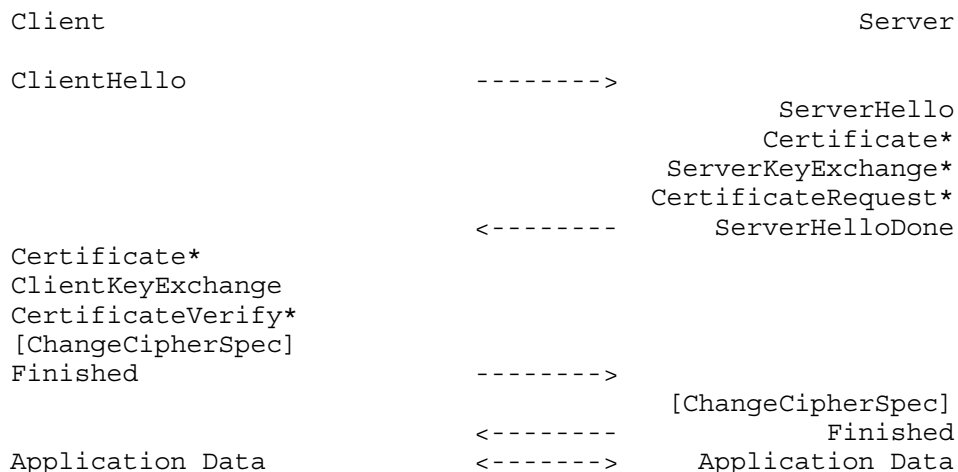 Client Server
ClientHello -------->
ServerHello
Certificate*
ServerKeyExchange*
CertificateRequest*
<-------- ServerHelloDone
Certificate*
ClientKeyExchange
CertificateVerify*
[ChangeCipherSpec]
Finished -------->
[ChangeCipherSpec]
<-------- Finished
Application Data <-------> Application Data